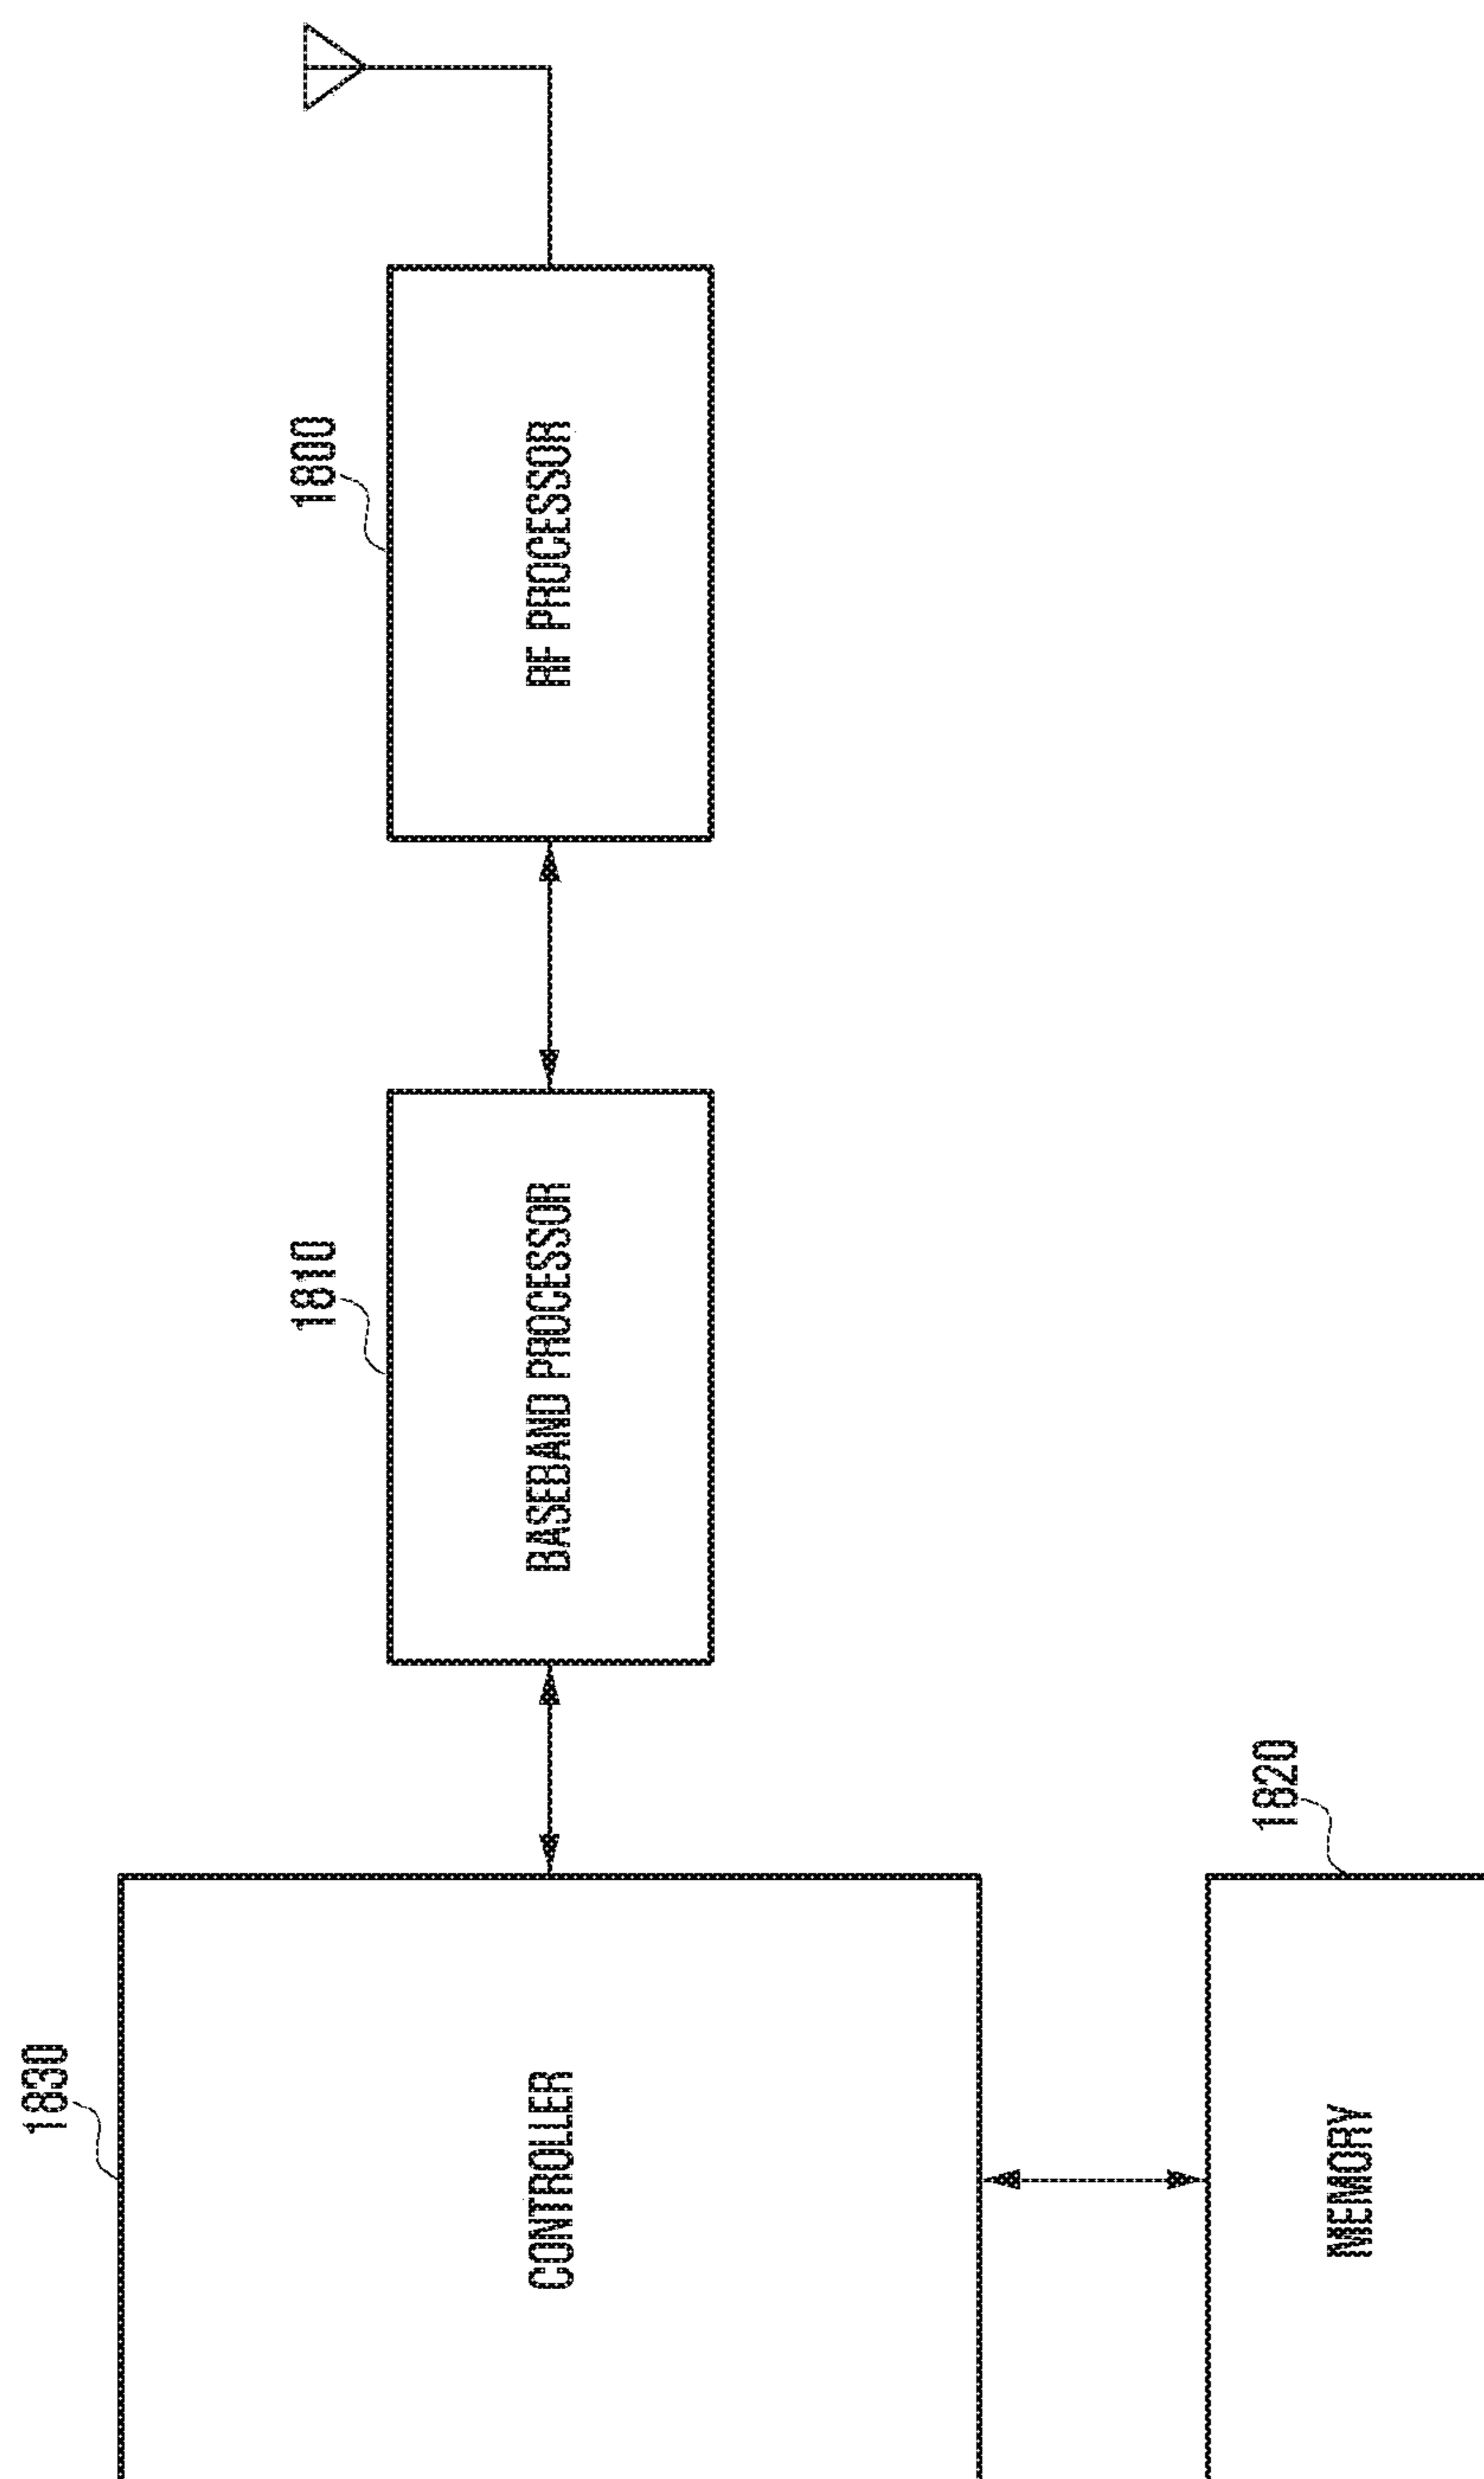 1830
CONTROLLER
1810
BASEBAND PROCESSOR
1800
RF PROCESSOR
1820
MEMORY